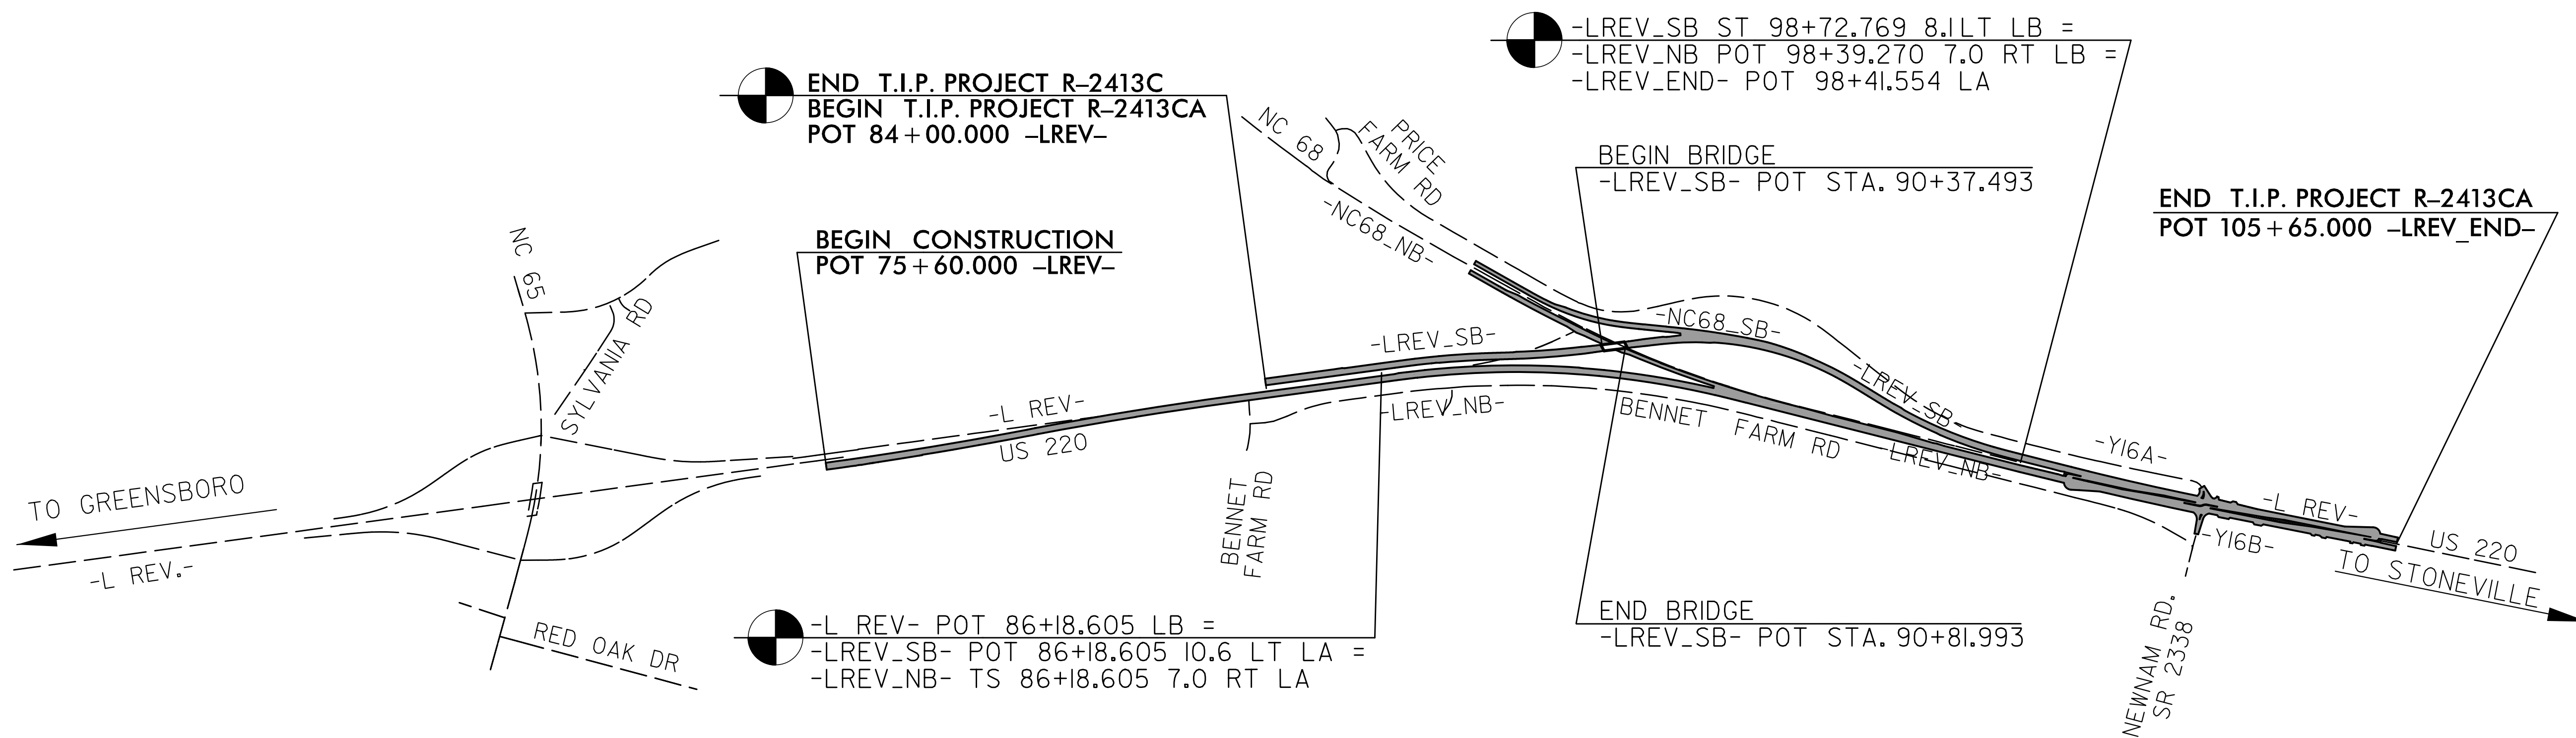 -LREV_SB ST 98+72.769 8.1LT LB =
-LREV_NB POT 98+39.270 7.0 RT LB =
-LREV_END- POT 98+41.554 LA
END T.I.P. PROJECT R-2413C
BEGIN T.I.P. PROJECT R-2413CA
POT 84+00.000 -LREV-
NC 68
PRICE
FARM RD
BEGIN BRIDGE
-LREV_SB- POT STA. 90+37.493
END T.I.P. PROJECT R-2413CA
POT 105+65.000 -LREV_END-
-NC68_NB-
NC 65
BEGIN CONSTRUCTION
POT 75+60.000 -LREV-
SYLVANIA RD
-LREV_SB-
-NC68_SB-
-LREV_SB-
-L REV-
US 220
-LREV_NB-
BENNET FARM RD
-LREV_NB-
-Y16A-
-L REV-
-Y16B-
US 220
TO STONEVILLE
TO GREENSBORO
-L REV.-
BENNET
FARM RD
NEWNAM RD.
SR 2338
RED OAK DR
-L REV- POT 86+18.605 LB =
-LREV_SB- POT 86+18.605 10.6 LT LA =
-LREV_NB- TS 86+18.605 7.0 RT LA
END BRIDGE
-LREV_SB- POT STA. 90+81.993